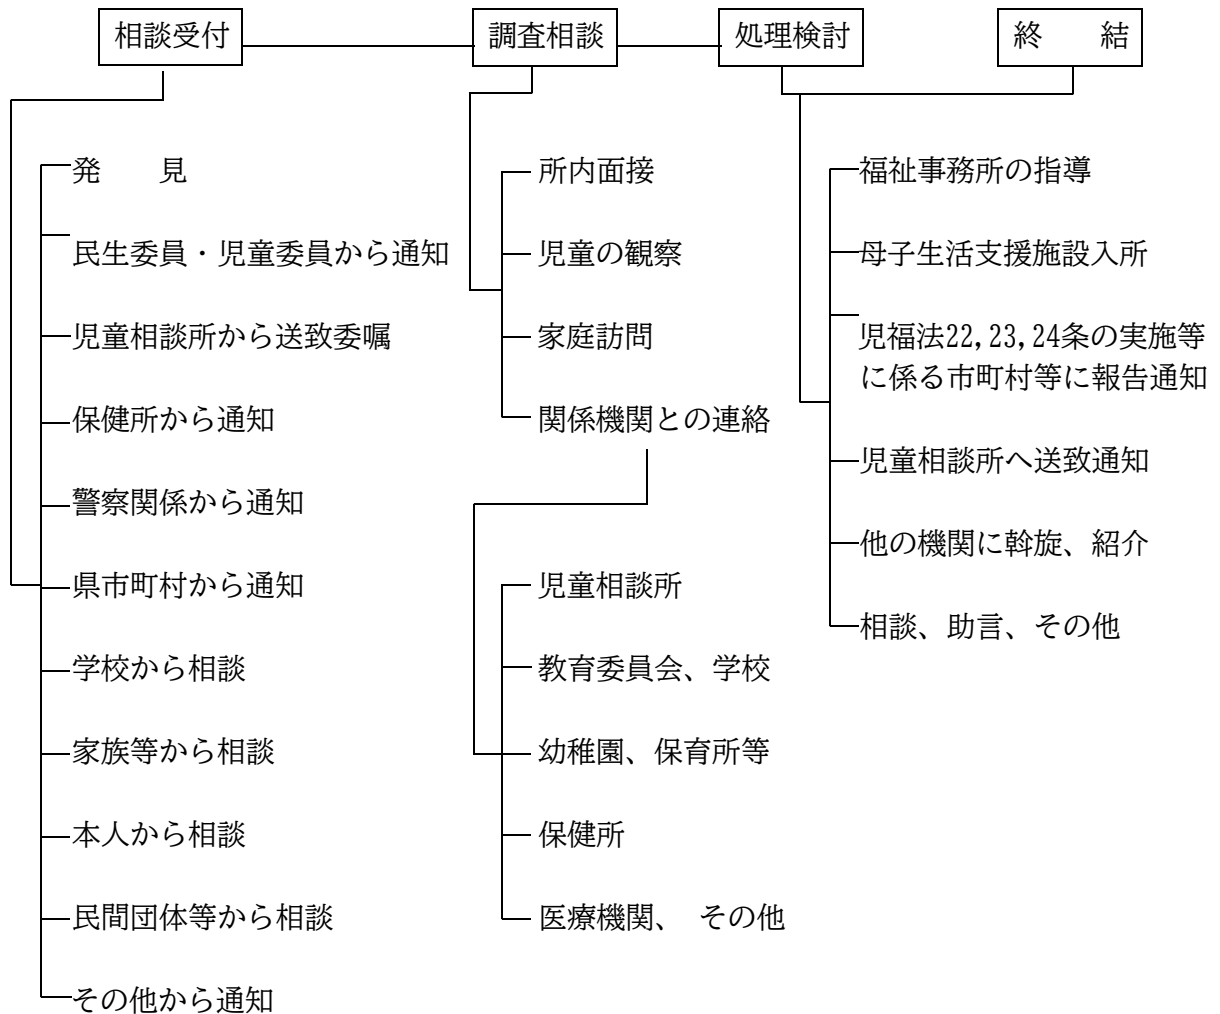 相談受付
調査相談
処理検討
終　　結
発　　見
民生委員・児童委員から通知
児童相談所から送致委嘱
保健所から通知
警察関係から通知
県市町村から通知
学校から相談
家族等から相談
本人から相談
民間団体等から相談
その他から通知
所内面接
児童の観察
家庭訪問
関係機関との連絡
児童相談所
教育委員会、学校
幼稚園、保育所等
保健所
医療機関、 その他
福祉事務所の指導
母子生活支援施設入所
児福法22,23,24条の実施等
に係る市町村等に報告通知
児童相談所へ送致通知
他の機関に斡旋、紹介
相談、助言、その他